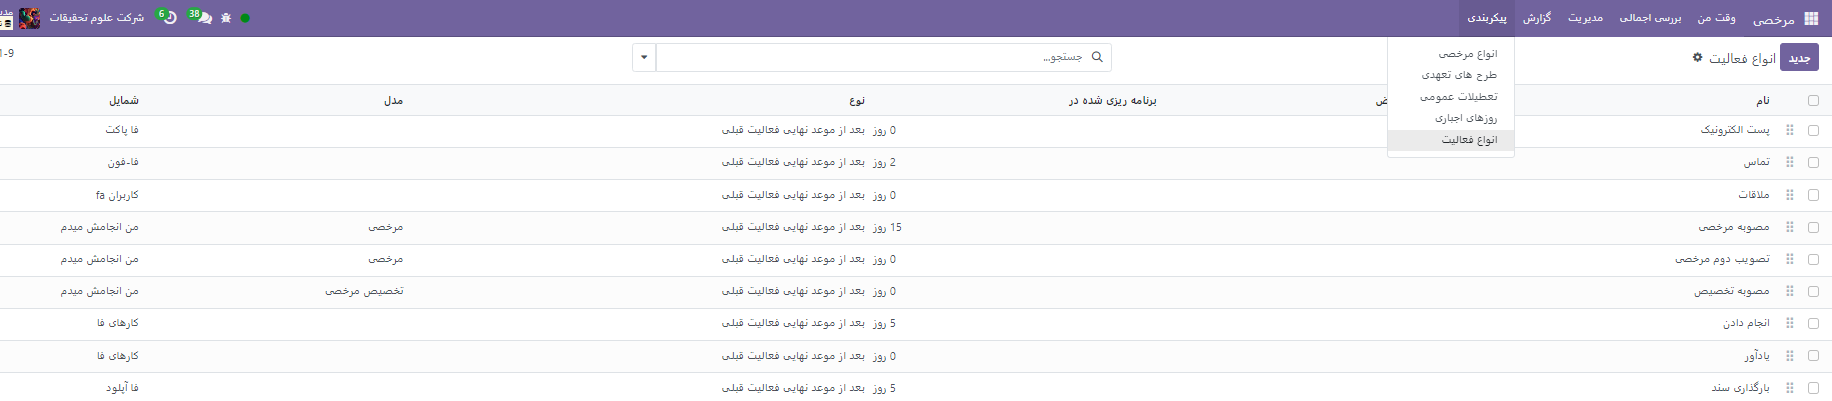 مرخصی وقت من بررسی اجمالی مدیریت گزارش پیکربندی 38 6 شرکت علوم تحقیقات
جدید انواع فعالیت جستجو... 1-9
انواع مرخصی
طرح های تعهدی
تعطیلات عمومی
روزهای اجباری
انواع فعالیت
نام برنامه ریزی شده در نوع مدل شمایل
پست الکترونیک 0 روز بعد از موعد نهایی فعالیت قبلی فا پاکت
تماس 2 روز بعد از موعد نهایی فعالیت قبلی فا-فون
ملاقات 0 روز بعد از موعد نهایی فعالیت قبلی کاربران fa
مصوبه مرخصی 15 روز بعد از موعد نهایی فعالیت قبلی مرخصی من انجامش میدم
تصویب دوم مرخصی 0 روز بعد از موعد نهایی فعالیت قبلی مرخصی من انجامش میدم
مصوبه تخصیص 0 روز بعد از موعد نهایی فعالیت قبلی تخصیص مرخصی من انجامش میدم
انجام دادن 5 روز بعد از موعد نهایی فعالیت قبلی کارهای فا
یادآور 0 روز بعد از موعد نهایی فعالیت قبلی کارهای فا
بارگذاری سند 5 روز بعد از موعد نهایی فعالیت قبلی فا آپلود